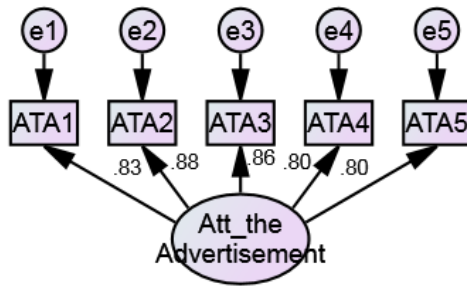 e1 e2 e3 e4 e5
ATA1 ATA2 ATA3 ATA4 ATA5
.83 .88 .86 .80 .80
Att_the
Advertisement